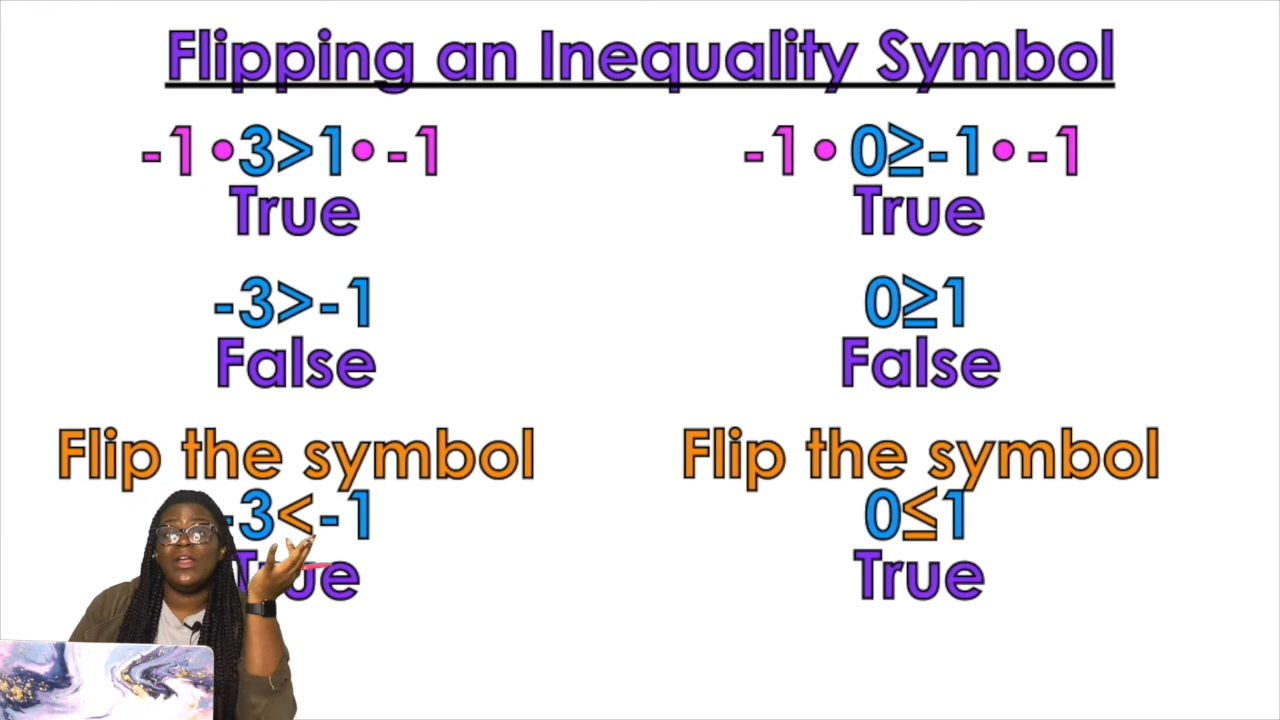 Flipping an Inequality Symbol
-1•3>1•-1
True
-3>-1
False
Flip the symbol
-3<-1
True
-1•0≥-1•-1
True
0≥1
False
Flip the symbol
0≤1
True